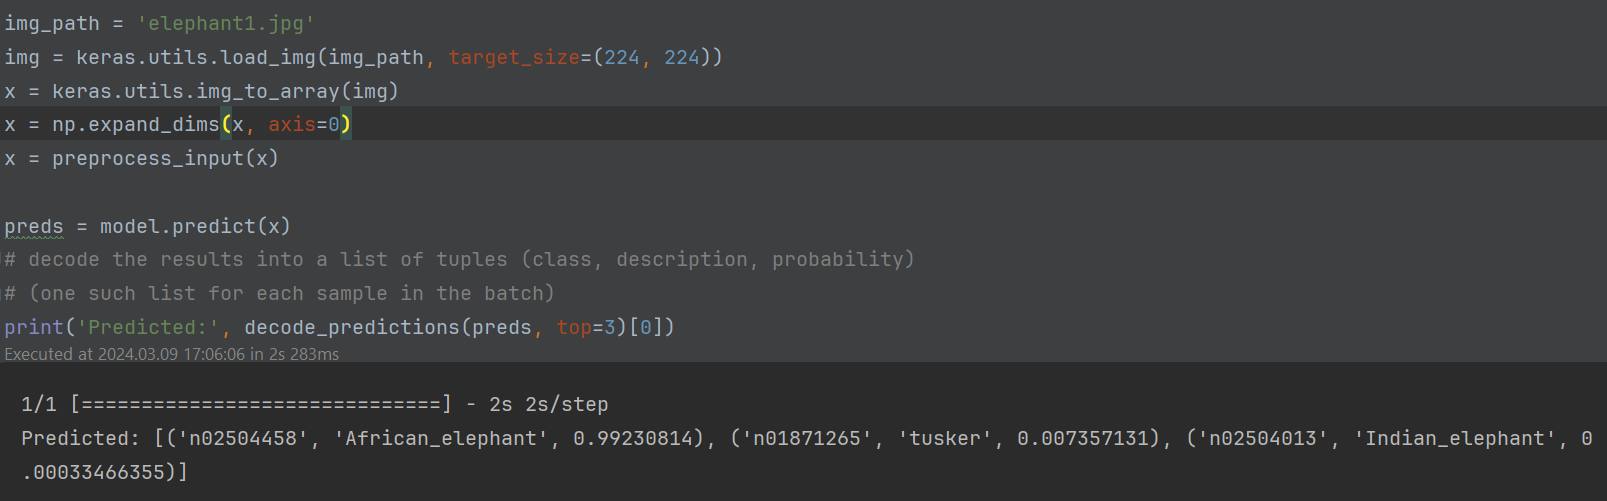 img_path = 'elephant1.jpg'
img = keras.utils.load_img(img_path, target_size=(224, 224))
x = keras.utils.img_to_array(img)
x = np.expand_dims(x, axis=0)
x = preprocess_input(x)
preds = model.predict(x)
# decode the results into a list of tuples (class, description, probability)
# (one such list for each sample in the batch)
print('Predicted:', decode_predictions(preds, top=3)[0])
Executed at 2024.03.09 17:06:06 in 2s 283ms
1/1 [==============================] - 2s 2s/step
Predicted: [('n02504458', 'African_elephant', 0.99230814), ('n01871265', 'tusker', 0.007357131), ('n02504013', 'Indian_elephant', 0
.00033466355)]